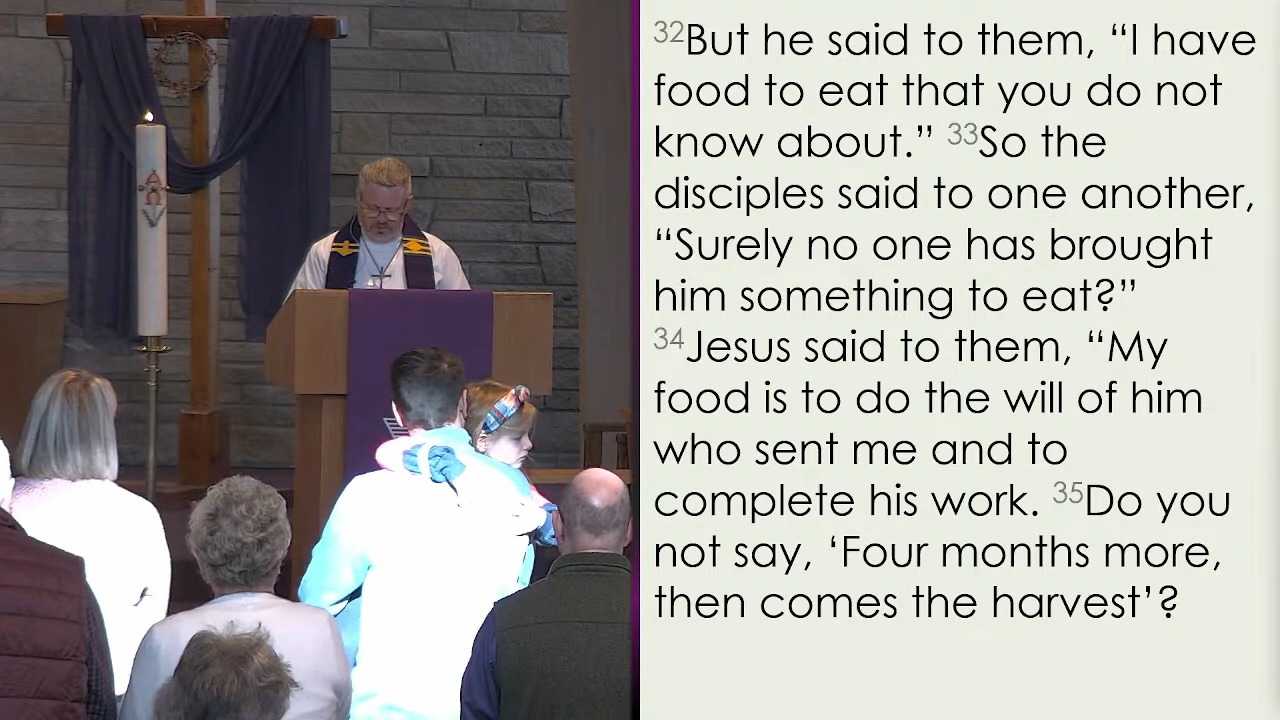 32But he said to them, “I have
food to eat that you do not
know about.” 33So the
disciples said to one another,
“Surely no one has brought
him something to eat?”
34Jesus said to them, “My
food is to do the will of him
who sent me and to
complete his work. 35Do you
not say, ‘Four months more,
then comes the harvest’?